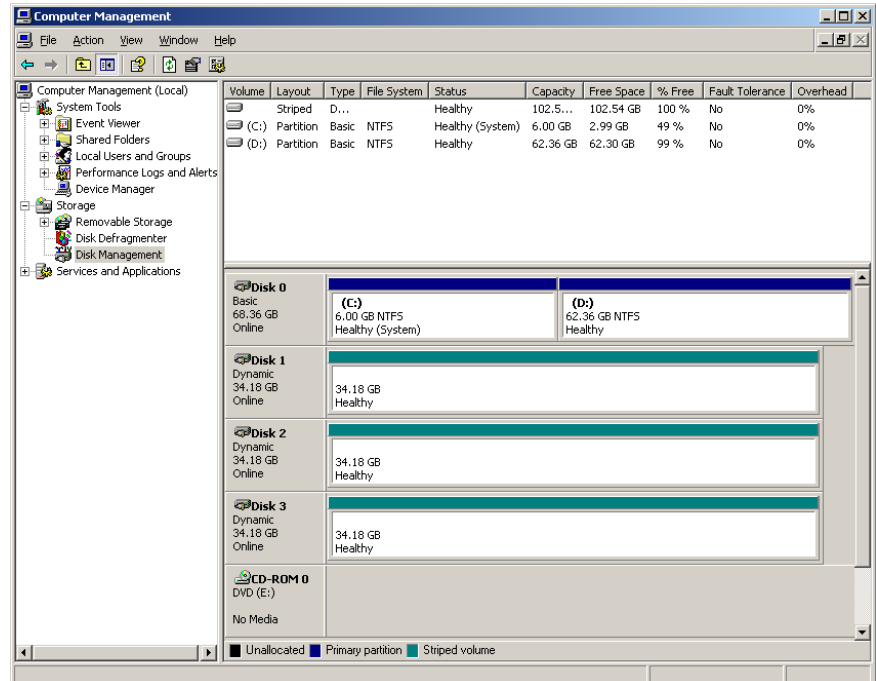 Computer Management
File Action View Window Help
Computer Management (Local)
System Tools
Event Viewer
Shared Folders
Local Users and Groups
Performance Logs and Alerts
Device Manager
Storage
Removable Storage
Disk Defragmenter
Disk Management
Services and Applications
Volume Layout Type File System Status Capacity Free Space % Free Fault Tolerance Overhead
Striped D... Healthy 102.5... 102.54 GB 100 % No 0%
(C:) Partition Basic NTFS Healthy (System) 6.00 GB 2.99 GB 49 % No 0%
(D:) Partition Basic NTFS Healthy 62.36 GB 62.30 GB 99 % No 0%
Disk 0
Basic
68.36 GB
Online
(C:)
6.00 GB NTFS
Healthy (System)
(D:)
62.36 GB NTFS
Healthy
Disk 1
Dynamic
34.18 GB
Online
34.18 GB
Healthy
Disk 2
Dynamic
34.18 GB
Online
34.18 GB
Healthy
Disk 3
Dynamic
34.18 GB
Online
34.18 GB
Healthy
CD-ROM 0
DVD (E:)
No Media
Unallocated Primary partition Striped volume